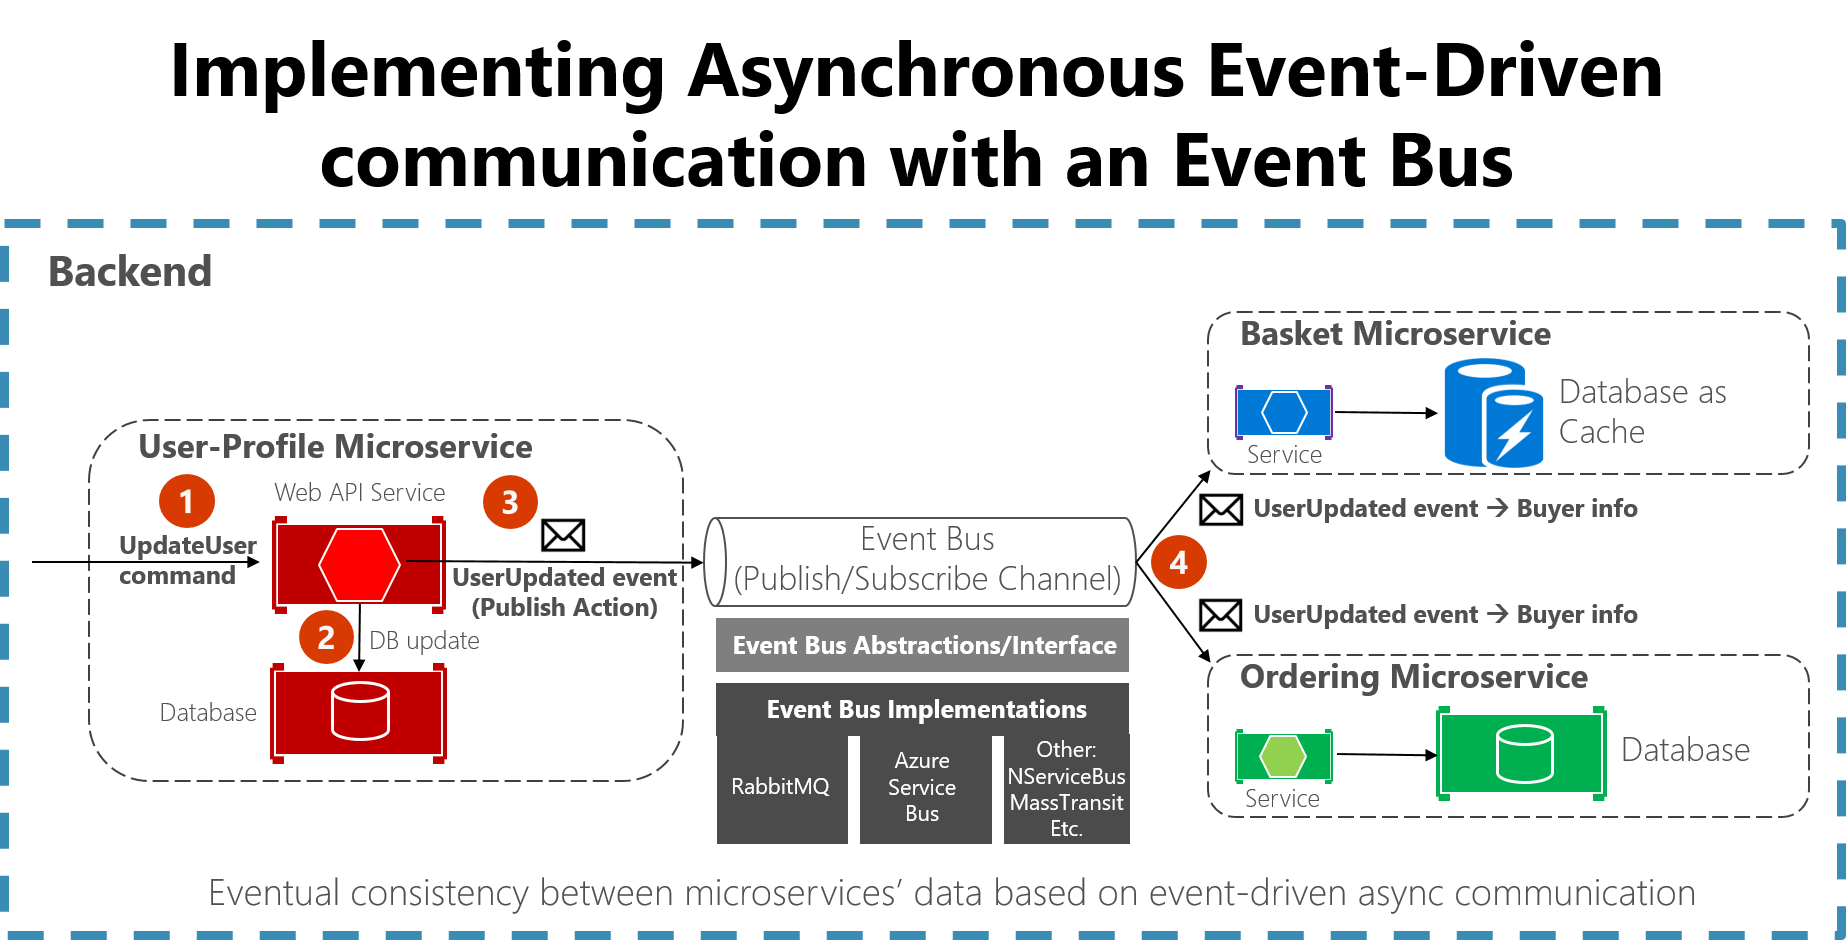 Implementing Asynchronous Event-Driven
communication with an Event Bus
Backend
User-Profile Microservice
1
Web API Service
3
UpdateUser
command
UserUpdated event
(Publish Action)
2
DB update
Database
Event Bus
(Publish/Subscribe Channel)
Event Bus Abstractions/Interface
Event Bus Implementations
RabbitMQ
Azure
Service
Bus
Other:
NServiceBus
MassTransit
Etc.
4
Basket Microservice
Service
Database as
Cache
UserUpdated event → Buyer info
UserUpdated event → Buyer info
Ordering Microservice
Service
Database
Eventual consistency between microservices’ data based on event-driven async communication